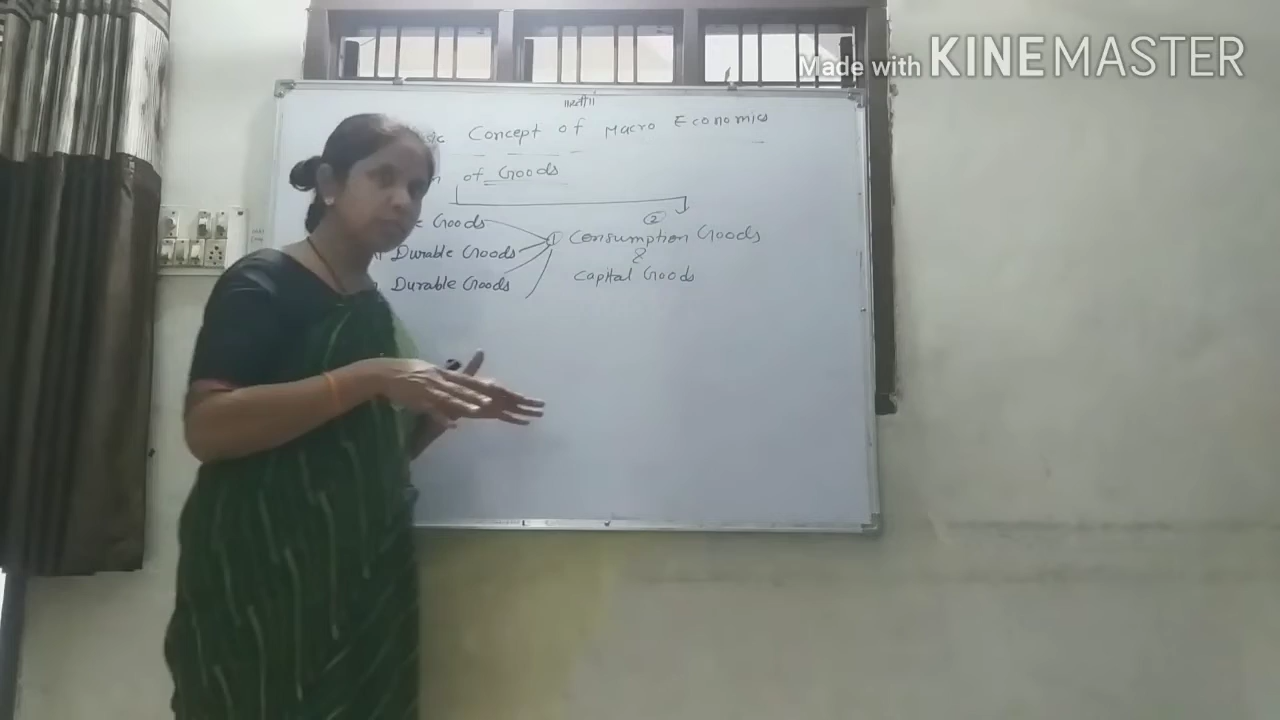 Made with KINEMASTER
Concept of Macro Economics
of Goods
Goods
②
① Consumption Goods
Durable Goods
&
Durable Goods
Capital Goods